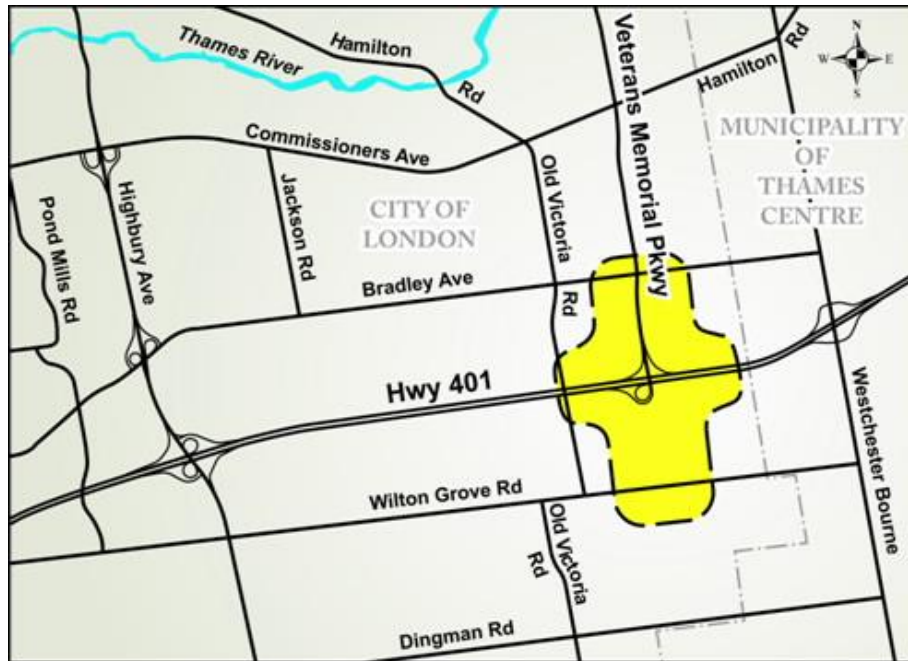 Thames River
Hamilton
Rd
Veterans Memorial Pkwy
Hamilton
Rd
N
W
E
S
Commissioners Ave
MUNICIPALITY
OF
THAMES
CENTRE
Pond Mills Rd
Highbury Ave
Jackson Rd
CITY OF
LONDON
Old Victoria
Rd
Bradley Ave
Hwy 401
Westchester Bourne
Wilton Grove Rd
Old Victoria
Rd
Dingman Rd